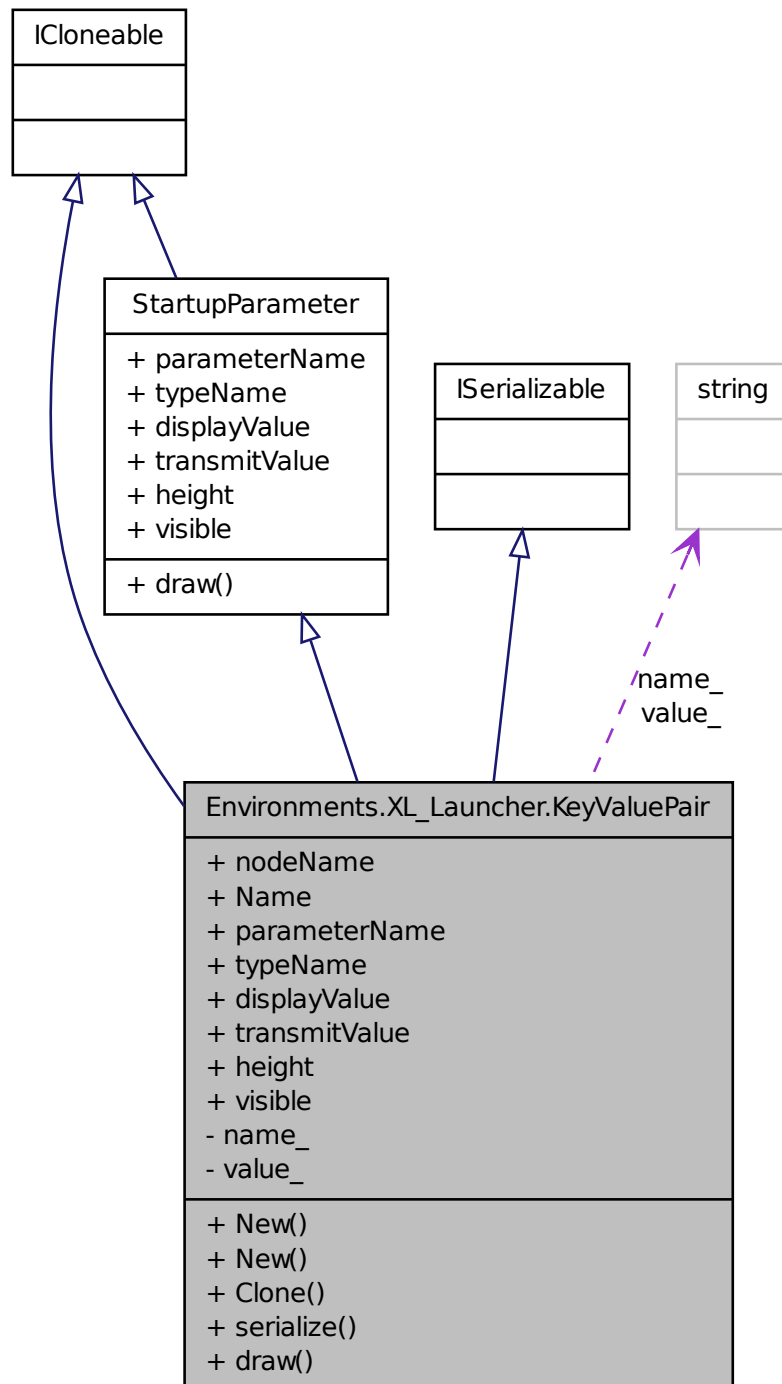 ICloneable
StartupParameter
+ parameterName
+ typeName
+ displayValue
+ transmitValue
+ height
+ visible
+ draw()
ISerializable
string
name_
value_
Environments.XL_Launcher.KeyValuePair
+ nodeName
+ Name
+ parameterName
+ typeName
+ displayValue
+ transmitValue
+ height
+ visible
- name_
- value_
+ New()
+ New()
+ Clone()
+ serialize()
+ draw()